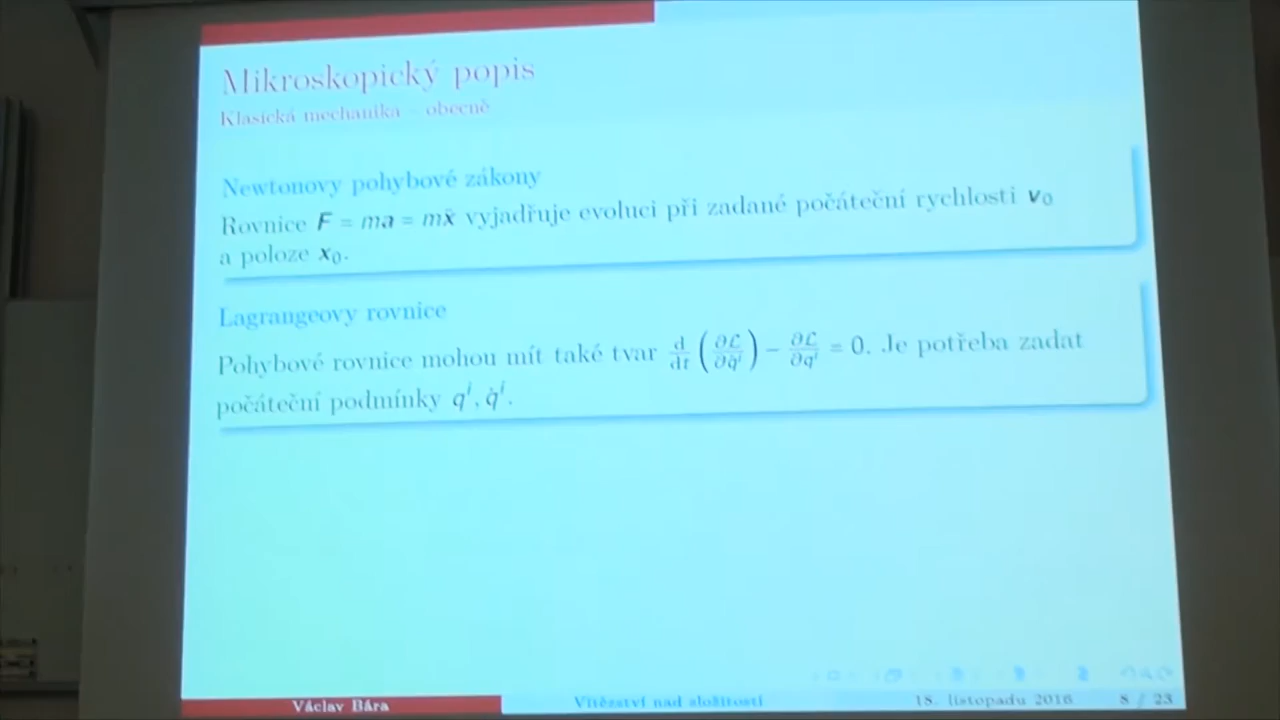 Mikroskopický popis
Klasická mechanika – obecně
Newtonovy pohybové zákony
Rovnice F = ma = mẍ vyjadřuje evoluci při zadané počáteční rychlosti v₀
a poloze x₀.
Lagrangeovy rovnice
Pohybové rovnice mohou mít také tvar d/dt (∂ℒ/∂q̇ⁱ) − ∂ℒ/∂qⁱ = 0. Je potřeba zadat
počáteční podmínky qⁱ, q̇ⁱ.
Václav Bára Vítězství nad složitostí 18. listopadu 2016 8 / 23